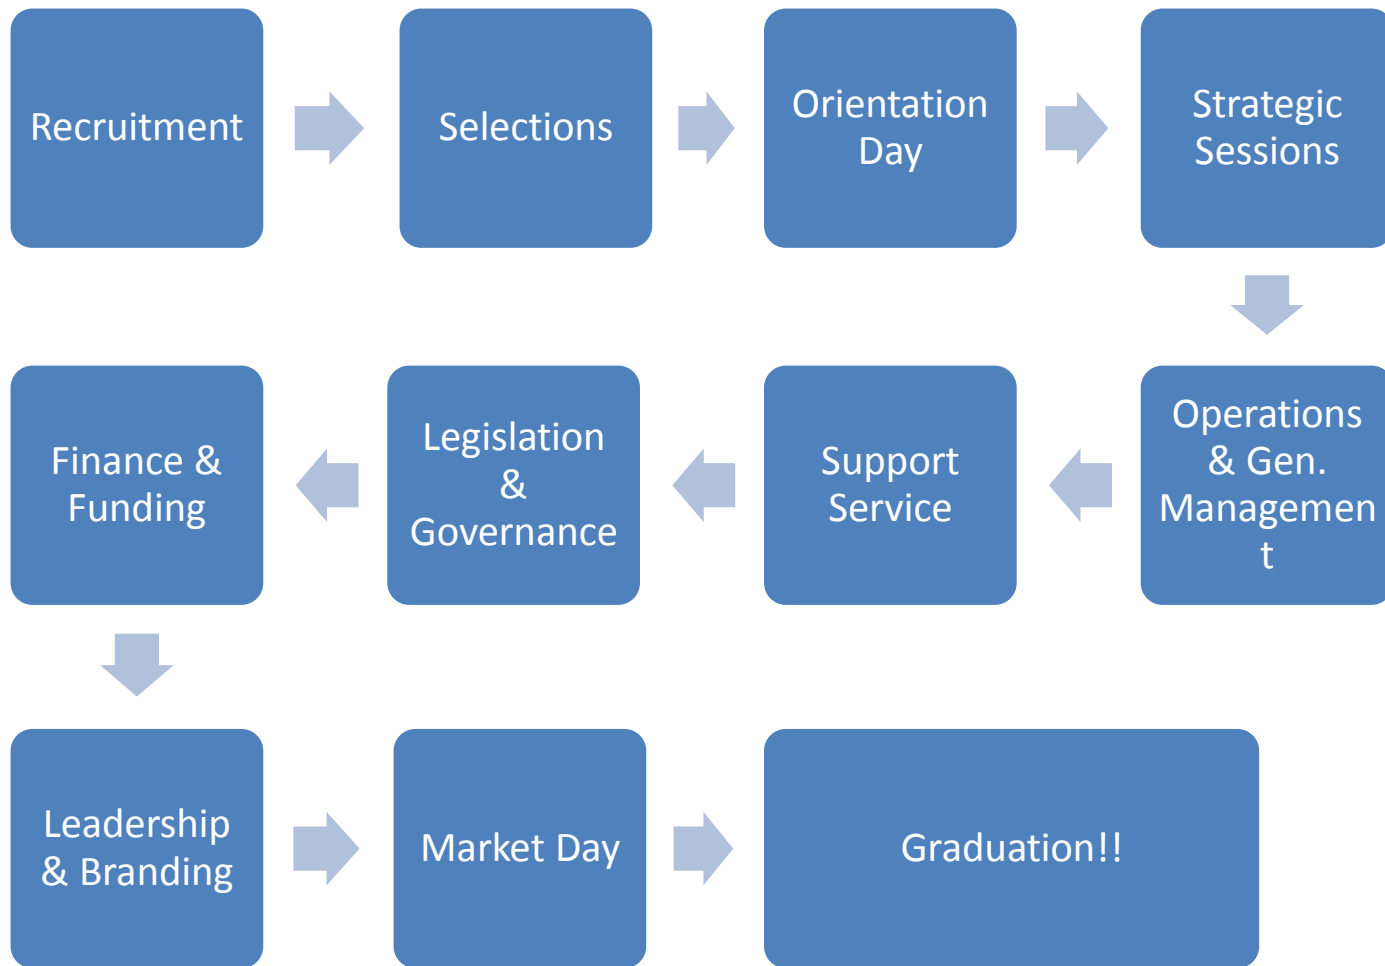 Recruitment
Selections
Orientation
Day
Strategic
Sessions
Operations
& Gen.
Managemen
t
Support
Service
Legislation
&
Governance
Finance &
Funding
Leadership
& Branding
Market Day
Graduation!!